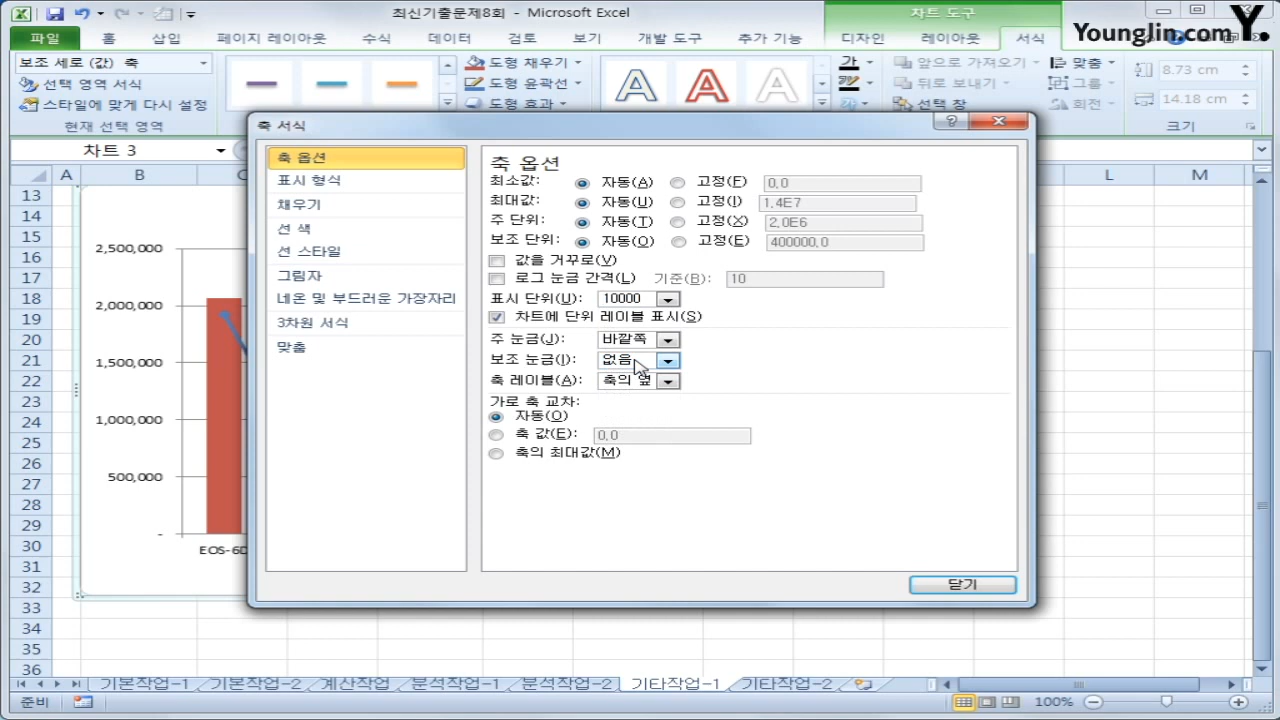 최신기출문제8회 - Microsoft Excel
차트 도구
Younglin.com Y.
파일 홈 삽입 페이지 레이아웃 수식 데이터 검토 보기 개발 도구 추가 기능 디자인 레이아웃 서식
보조 세로 (값) 축
선택 영역 서식
스타일에 맞게 다시 설정
현재 선택 영역
도형 채우기
도형 윤곽선
도형 효과
가
앞으로 가져오기
뒤로 보내기
선택 창
맞춤
그룹
회전
8.73 cm
14.18 cm
크기
차트 3
A B L M
13
14
15
16
17
18
19
20
21
22
23
24
25
26
27
28
29
30
31
32
33
34
35
36
2,500,000
2,000,000
1,500,000
1,000,000
500,000
-
축 서식
축 옵션
표시 형식
채우기
선 색
선 스타일
그림자
네온 및 부드러운 가장자리
3차원 서식
맞춤
축 옵션
최소값: 자동(A) 고정(F) 0,0
최대값: 자동(U) 고정(I) 1,4E7
주 단위: 자동(T) 고정(X) 2,0E6
보조 단위: 자동(O) 고정(E) 400000,0
값을 거꾸로(V)
로그 눈금 간격(L) 기준(B): 10
표시 단위(U): 10000
차트에 단위 레이블 표시(S)
주 눈금(J): 바깥쪽
보조 눈금(I): 없음
축 레이블(A): 축의 옆
가로 축 교차:
자동(O)
축 값(E): 0,0
축의 최대값(M)
닫기
기본작업-1 기본작업-2 계산작업 분석작업-1 분석작업-2 기타작업-1 기타작업-2
준비 100%